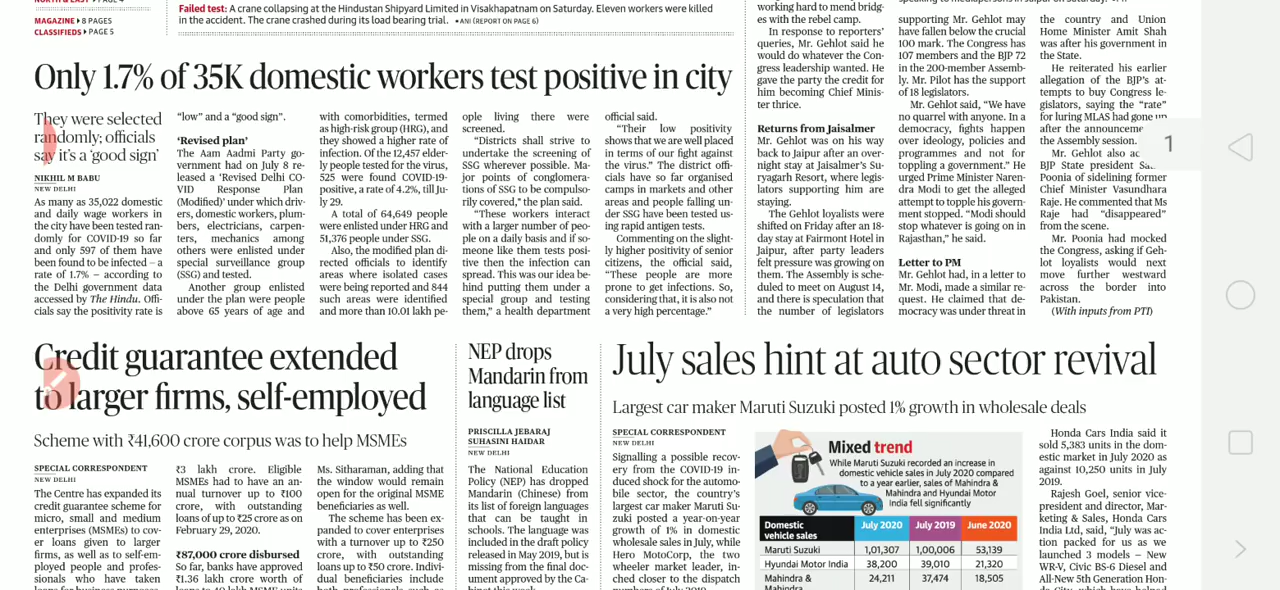 MAGAZINE 8 PAGES
CLASSIFIEDS PAGE 5
Failed test: A crane collapsing at the Hindustan Shipyard Limited in Visakhapatnam on Saturday. Eleven workers were killed
in the accident. The crane crashed during its load bearing trial. • ANI (REPORT ON PAGE 6)
Only 1.7% of 35K domestic workers test positive in city
They were selected
randomly; officials
say it's a 'good sign'
NIKHIL M BABU
NEW DELHI
As many as 35,022 domestic
and daily wage workers in
the city have been tested ran-
domly for COVID-19 so far
and only 597 of them have
been found to be infected – a
rate of 1.7% – according to
the Delhi government data
accessed by The Hindu. Offi-
cials say the positivity rate is
"low" and a "good sign".
'Revised plan'
The Aam Aadmi Party go-
vernment had on July 8 re-
leased a 'Revised Delhi CO-
VID Response Plan
(Modified)' under which driv-
ers, domestic workers, plum-
bers, electricians, carpen-
ters, mechanics among
others were enlisted under
special surveillance group
(SSG) and tested.
Another group enlisted
under the plan were people
above 65 years of age and
with comorbidities, termed
as high-risk group (HRG), and
they showed a higher rate of
infection. Of the 12,457 elder-
ly people tested for the virus,
525 were found COVID-19-
positive, a rate of 4.2%, till Ju-
ly 29.
A total of 64,649 people
were enlisted under HRG and
51,376 people under SSG.
Also, the modified plan di-
rected officials to identify
areas where isolated cases
were being reported and 844
such areas were identified
and more than 10.01 lakh pe-
ople living there were
screened.
"Districts shall strive to
undertake the screening of
SSG wherever possible. Ma-
jor points of conglomera-
tions of SSG to be compulso-
rily covered," the plan said.
"These workers interact
with a larger number of peo-
ple on a daily basis and if so-
meone like them tests posi-
tive then the infection can
spread. This was our idea be-
hind putting them under a
special group and testing
them," a health department
official said.
"Their low positivity
shows that we are well placed
in terms of our fight against
the virus." The district offi-
cials have so far organised
camps in markets and other
areas and people falling un-
der SSG have been tested us-
ing rapid antigen tests.
Commenting on the slight-
ly higher positivity of senior
citizens, the official said,
"These people are more
prone to get infections. So,
considering that, it is also not
a very high percentage."
working hard to mend bridg-
es with the rebel camp.
In response to reporters'
queries, Mr. Gehlot said he
would do whatever the Con-
gress leadership wanted. He
gave the party the credit for
him becoming Chief Minis-
ter thrice.
Returns from Jaisalmer
Mr. Gehlot was on his way
back to Jaipur after an over-
night stay at Jaisalmer's Su-
ryagarh Resort, where legis-
lators supporting him are
staying.
The Gehlot loyalists were
shifted on Friday after an 18-
day stay at Fairmont Hotel in
Jaipur, after party leaders
felt pressure was growing on
them. The Assembly is sche-
duled to meet on August 14,
and there is speculation that
the number of legislators
supporting Mr. Gehlot may
have fallen below the crucial
100 mark. The Congress has
107 members and the BJP 72
in the 200-member Assemb-
ly. Mr. Pilot has the support
of 18 legislators.
Mr. Gehlot said, "We have
no quarrel with anyone. In a
democracy, fights happen
over ideology, policies and
programmes and not for
toppling a government." He
urged Prime Minister Naren-
dra Modi to get the alleged
attempt to topple his govern-
ment stopped. "Modi should
stop whatever is going on in
Rajasthan," he said.
Letter to PM
Mr. Gehlot had, in a letter to
Mr. Modi, made a similar re-
quest. He claimed that de-
mocracy was under threat in
the country and Union
Home Minister Amit Shah
was after his government in
the State.
He reiterated his earlier
allegation of the BJP's at-
tempts to buy Congress le-
gislators, saying the "rate"
for luring MLAS had gone up
after the announceme
Assembly session.
Mr. Gehlot also ac
BJP State president Sa
Poonia of sidelining former
Chief Minister Vasundhara
Raje. He commented that Ms
Raje had "disappeared"
from the scene.
Mr. Poonia had mocked
the Congress, asking if Geh-
lot loyalists would next
move further westward
across the border into
Pakistan.
(With inputs from PTI)
1
Credit guarantee extended
to larger firms, self-employed
Scheme with ₹41,600 crore corpus was to help MSMEs
SPECIAL CORRESPONDENT
NEW DELHI
The Centre has expanded its
credit guarantee scheme for
micro, small and medium
enterprises (MSMEs) to cov-
er loans given to larger
firms, as well as to self-em-
ployed people and profes-
sionals who have taken
loans for business purposes,
₹3 lakh crore. Eligible
MSMEs had to have an an-
nual turnover up to ₹100
crore, with outstanding
loans of up to ₹25 crore as on
February 29, 2020.
₹87,000 crore disbursed
So far, banks have approved
₹1.36 lakh crore worth of
loans to 40 lakh MSME units
Ms. Sitharaman, adding that
the window would remain
open for the original MSME
beneficiaries as well.
The scheme has been ex-
panded to cover enterprises
with a turnover up to ₹250
crore, with outstanding
loans up to ₹50 crore. Indivi-
dual beneficiaries include
both professionals such as
NEP drops
Mandarin from
language list
PRISCILLA JEBARAJ
SUHASINI HAIDAR
NEW DELHI
The National Education
Policy (NEP) has dropped
Mandarin (Chinese) from
its list of foreign languages
that can be taught in
schools. The language was
included in the draft policy
released in May 2019, but is
missing from the final doc-
ument approved by the Ca-
binet this week.
July sales hint at auto sector revival
Largest car maker Maruti Suzuki posted 1% growth in wholesale deals
SPECIAL CORRESPONDENT
NEW DELHI
Signalling a possible recov-
ery from the COVID-19 in-
duced shock for the automo-
bile sector, the country's
largest car maker Maruti Su-
zuki posted a year-on-year
growth of 1% in domestic
wholesale sales in July, while
Hero MotoCorp, the two
wheeler market leader, in-
ched closer to the dispatch
numbers of July 2019.
Mixed trend
While Maruti Suzuki recorded an increase in
domestic vehicle sales in July 2020 compared
to a year earlier, sales of Mahindra &
Mahindra and Hyundai Motor
India fell significantly
Domestic vehicle sales July 2020 July 2019 June 2020
Maruti Suzuki 1,01,307 1,00,006 53,139
Hyundai Motor India 38,200 39,010 21,320
Mahindra & Mahindra 24,211 37,474 18,505
Honda Cars India said it
sold 5,383 units in the dom-
estic market in July 2020 as
against 10,250 units in July
2019.
Rajesh Goel, senior vice-
president and director, Mar-
keting & Sales, Honda Cars
India Ltd, said, "July was ac-
tion packed for us as we
launched 3 models – New
WR-V, Civic BS-6 Diesel and
All-New 5th Generation Hon-